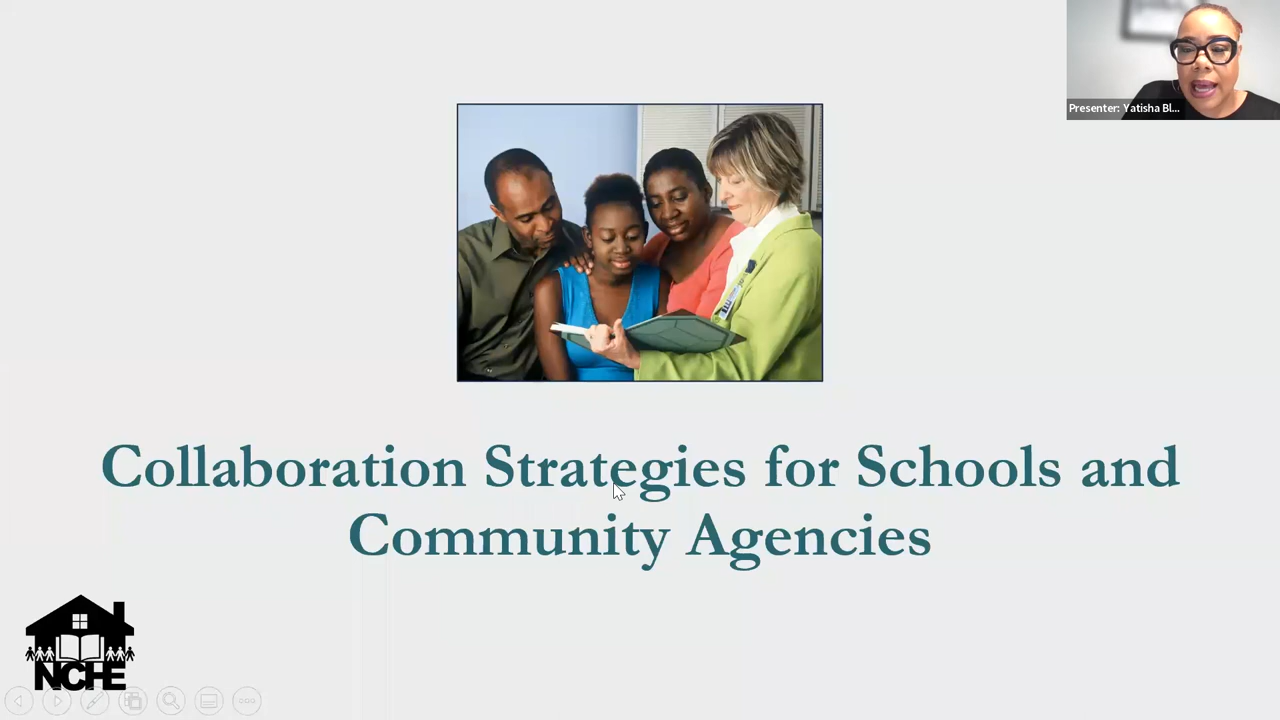 Presenter: Yatisha Bl...
Collaboration Strategies for Schools and
Community Agencies
NCHE